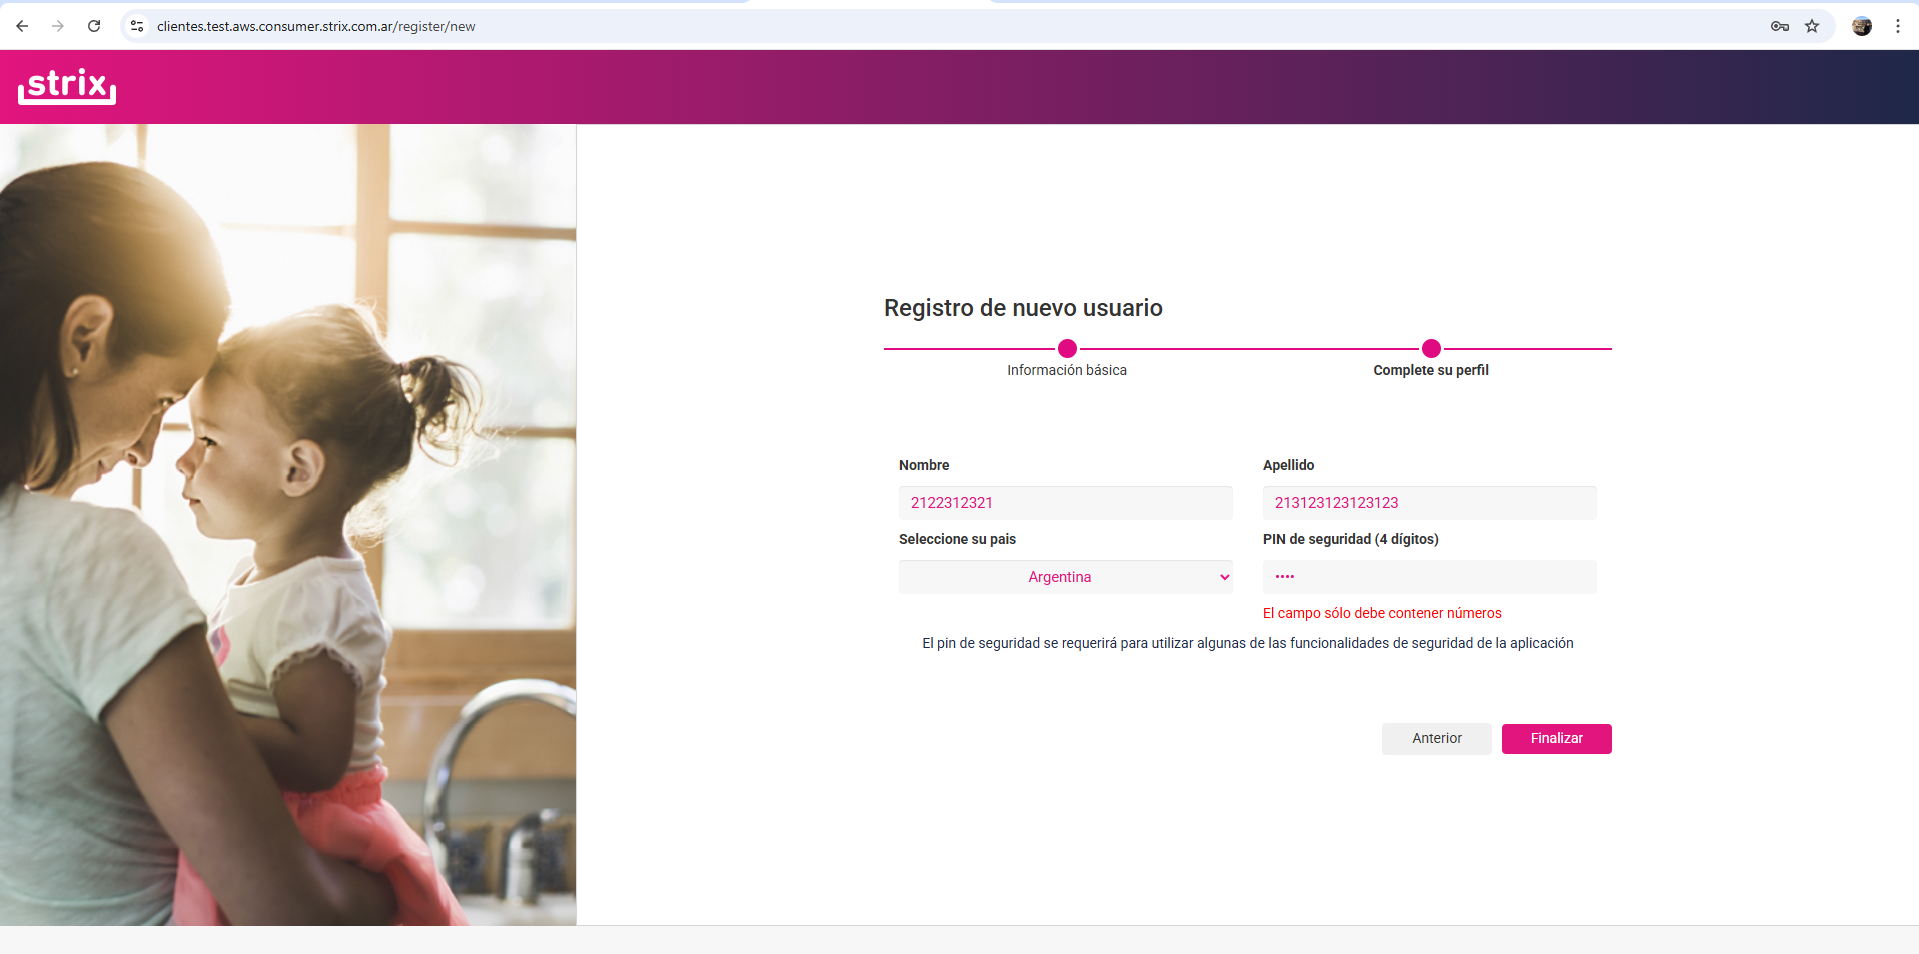 clientes.test.aws.consumer.strix.com.ar/register/new
strix
Registro de nuevo usuario
Información básica
Complete su perfil
Nombre
Apellido
2122312321
213123123123123
Seleccione su pais
PIN de seguridad (4 dígitos)
Argentina
••••
El campo sólo debe contener números
El pin de seguridad se requerirá para utilizar algunas de las funcionalidades de seguridad de la aplicación
Anterior
Finalizar